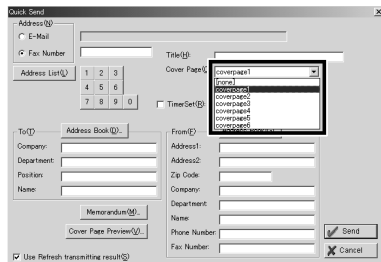 Quick Send
Address(N)
E-Mail
Fax Number
Title(H):
Address List(L)
1 2 3
4 5 6
7 8 9 0
Cover Page(
coverpage1
[none.]
coverpage1
coverpage2
coverpage3
coverpage4
coverpage5
coverpage6
TimerSet(R):
To(T)
Address Book(D)...
Company:
Department:
Position:
Name:
Memorandum(M)...
Cover Page Preview(V)...
Use Refresh transmitting result(S)
From(F)
Address1:
Address2:
Zip Code:
Company:
Department
Name:
Phone Number
Fax Number:
Send
Cancel